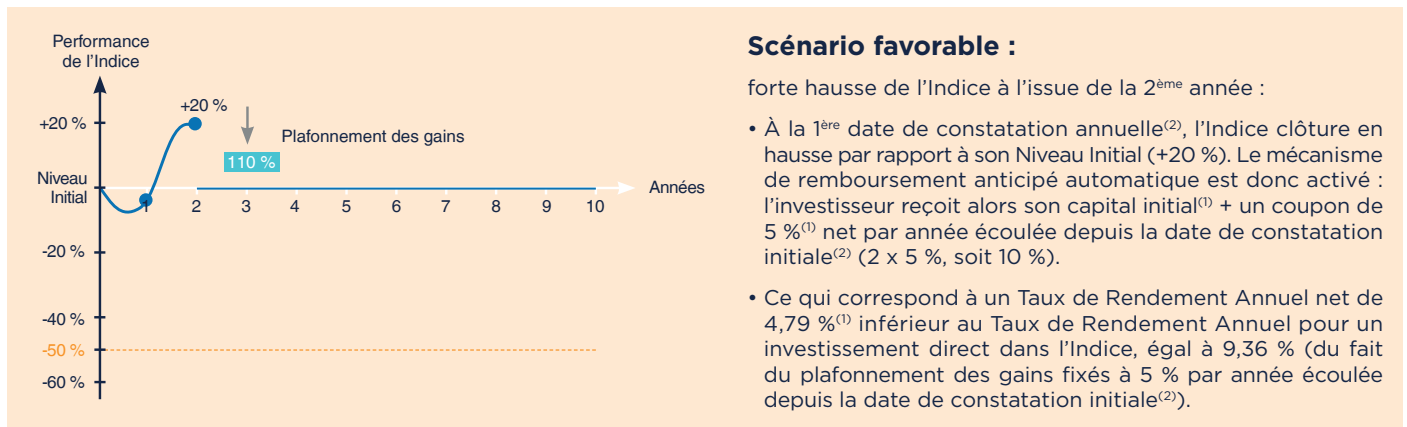 Performance
de l’Indice
+20 %
+20 %
Plafonnement des gains
110 %
Niveau
Initial
Années
1 2 3 4 5 6 7 8 9 10
-20 %
-40 %
-50 %
-60 %
Scénario favorable :
forte hausse de l’Indice à l’issue de la 2ème année :
• À la 1ère date de constatation annuelle(2), l’Indice clôture en
hausse par rapport à son Niveau Initial (+20 %). Le mécanisme
de remboursement anticipé automatique est donc activé :
l’investisseur reçoit alors son capital initial(1) + un coupon de
5 %(1) net par année écoulée depuis la date de constatation
initiale(2) (2 x 5 %, soit 10 %).
• Ce qui correspond à un Taux de Rendement Annuel net de
4,79 %(1) inférieur au Taux de Rendement Annuel pour un
investissement direct dans l’Indice, égal à 9,36 % (du fait
du plafonnement des gains fixés à 5 % par année écoulée
depuis la date de constatation initiale(2)).